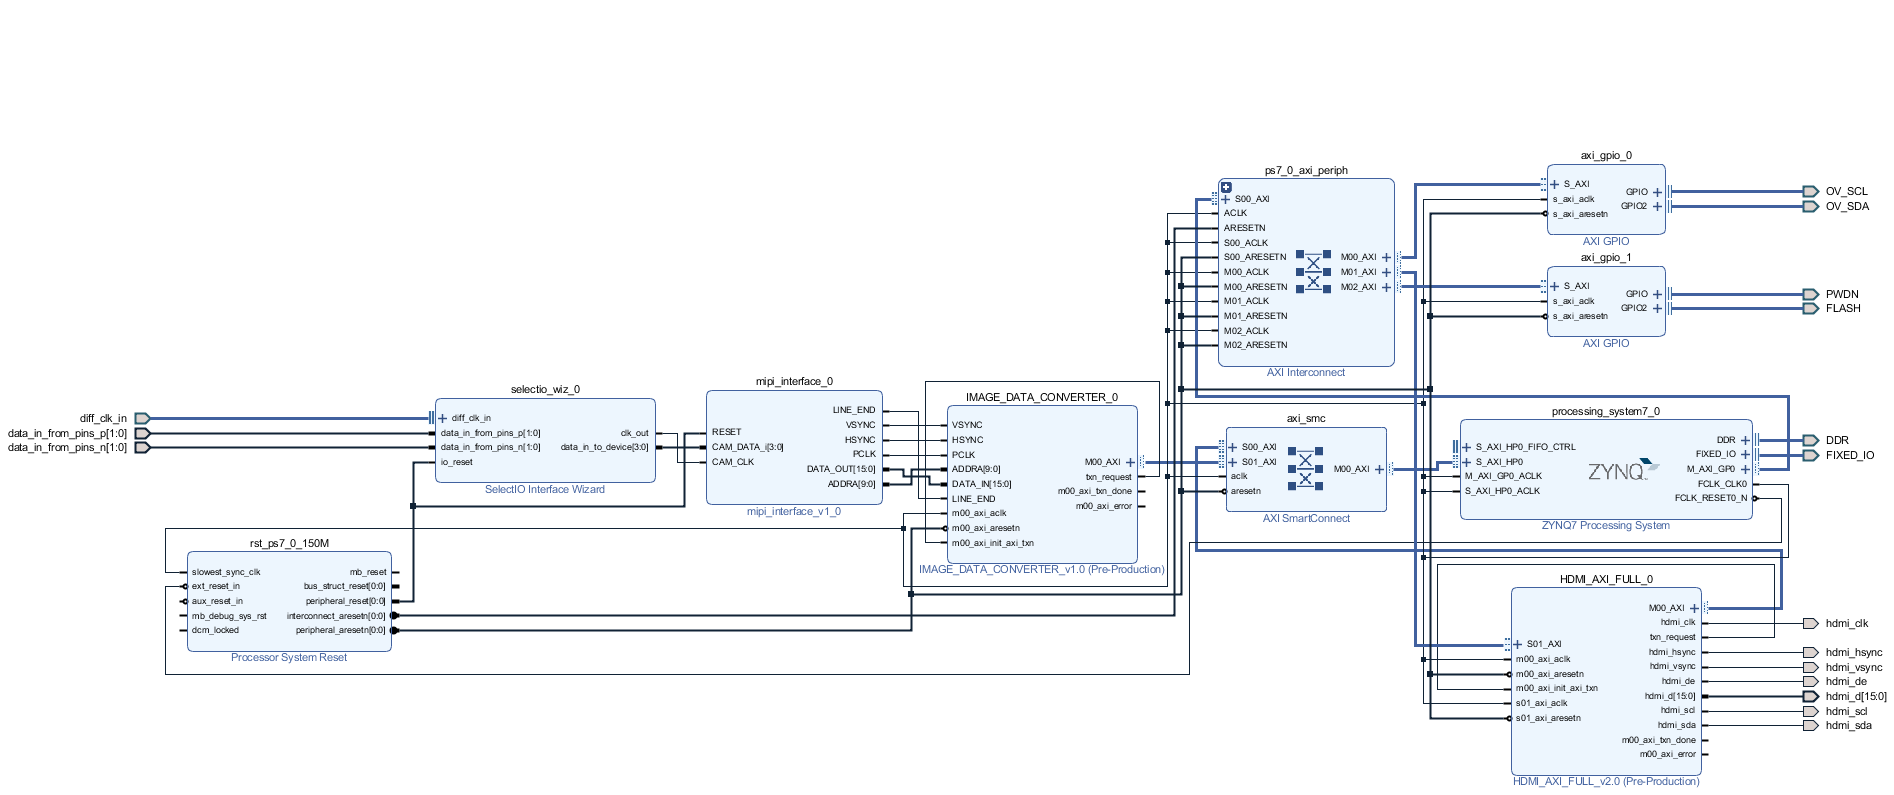 diff_clk_in
data_in_from_pins_p[1:0]
data_in_from_pins_n[1:0]
selectio_wiz_0
diff_clk_in
data_in_from_pins_p[1:0]
data_in_from_pins_n[1:0]
io_reset
clk_out
data_in_to_device[3:0]
SelectIO Interface Wizard
rst_ps7_0_150M
slowest_sync_clk
ext_reset_in
aux_reset_in
mb_debug_sys_rst
dcm_locked
mb_reset
bus_struct_reset[0:0]
peripheral_reset[0:0]
interconnect_aresetn[0:0]
peripheral_aresetn[0:0]
Processor System Reset
mipi_interface_0
RESET
CAM_DATA_i[3:0]
CAM_CLK
LINE_END
VSYNC
HSYNC
PCLK
DATA_OUT[15:0]
ADDRA[9:0]
mipi_interface_v1_0
IMAGE_DATA_CONVERTER_0
VSYNC
HSYNC
PCLK
ADDRA[9:0]
DATA_IN[15:0]
LINE_END
m00_axi_aclk
m00_axi_aresetn
m00_axi_init_axi_txn
M00_AXI
txn_request
m00_axi_txn_done
m00_axi_error
IMAGE_DATA_CONVERTER_v1.0 (Pre-Production)
ps7_0_axi_periph
S00_AXI
ACLK
ARESETN
S00_ACLK
S00_ARESETN
M00_ACLK
M00_ARESETN
M01_ACLK
M01_ARESETN
M02_ACLK
M02_ARESETN
M00_AXI
M01_AXI
M02_AXI
AXI Interconnect
axi_smc
S00_AXI
S01_AXI
aclk
aresetn
M00_AXI
AXI SmartConnect
axi_gpio_0
S_AXI
s_axi_aclk
s_axi_aresetn
GPIO
GPIO2
AXI GPIO
axi_gpio_1
S_AXI
s_axi_aclk
s_axi_aresetn
GPIO
GPIO2
AXI GPIO
processing_system7_0
S_AXI_HP0_FIFO_CTRL
S_AXI_HP0
M_AXI_GP0_ACLK
S_AXI_HP0_ACLK
ZYNQ
DDR
FIXED_IO
M_AXI_GP0
FCLK_CLK0
FCLK_RESET0_N
ZYNQ7 Processing System
HDMI_AXI_FULL_0
S01_AXI
m00_axi_aclk
m00_axi_aresetn
m00_axi_init_axi_txn
s01_axi_aclk
s01_axi_aresetn
M00_AXI
hdmi_clk
txn_request
hdmi_hsync
hdmi_vsync
hdmi_de
hdmi_d[15:0]
hdmi_scl
hdmi_sda
m00_axi_txn_done
m00_axi_error
HDMI_AXI_FULL_v2.0 (Pre-Production)
OV_SCL
OV_SDA
PWDN
FLASH
DDR
FIXED_IO
hdmi_clk
hdmi_hsync
hdmi_vsync
hdmi_de
hdmi_d[15:0]
hdmi_scl
hdmi_sda